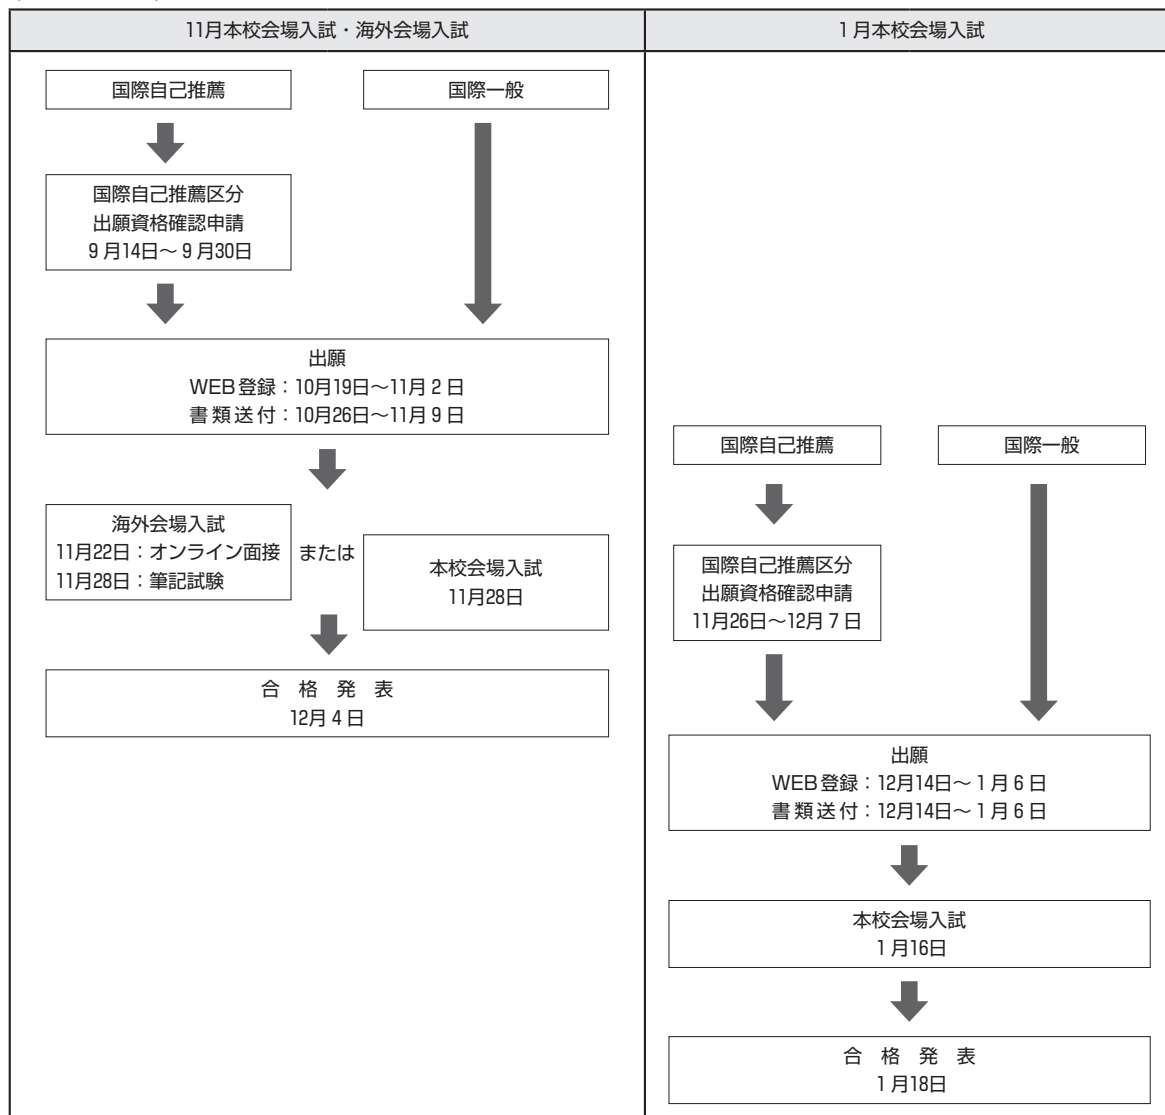 11月本校会場入試・海外会場入試
国際自己推薦
国際一般
国際自己推薦区分
出願資格確認申請
9月14日〜9月30日
出願
WEB登録：10月19日〜11月2日
書類送付：10月26日〜11月9日
海外会場入試
11月22日：オンライン面接
11月28日：筆記試験
または
本校会場入試
11月28日
合格発表
12月4日
1月本校会場入試
国際自己推薦
国際一般
国際自己推薦区分
出願資格確認申請
11月26日〜12月7日
出願
WEB登録：12月14日〜1月6日
書類送付：12月14日〜1月6日
本校会場入試
1月16日
合格発表
1月18日